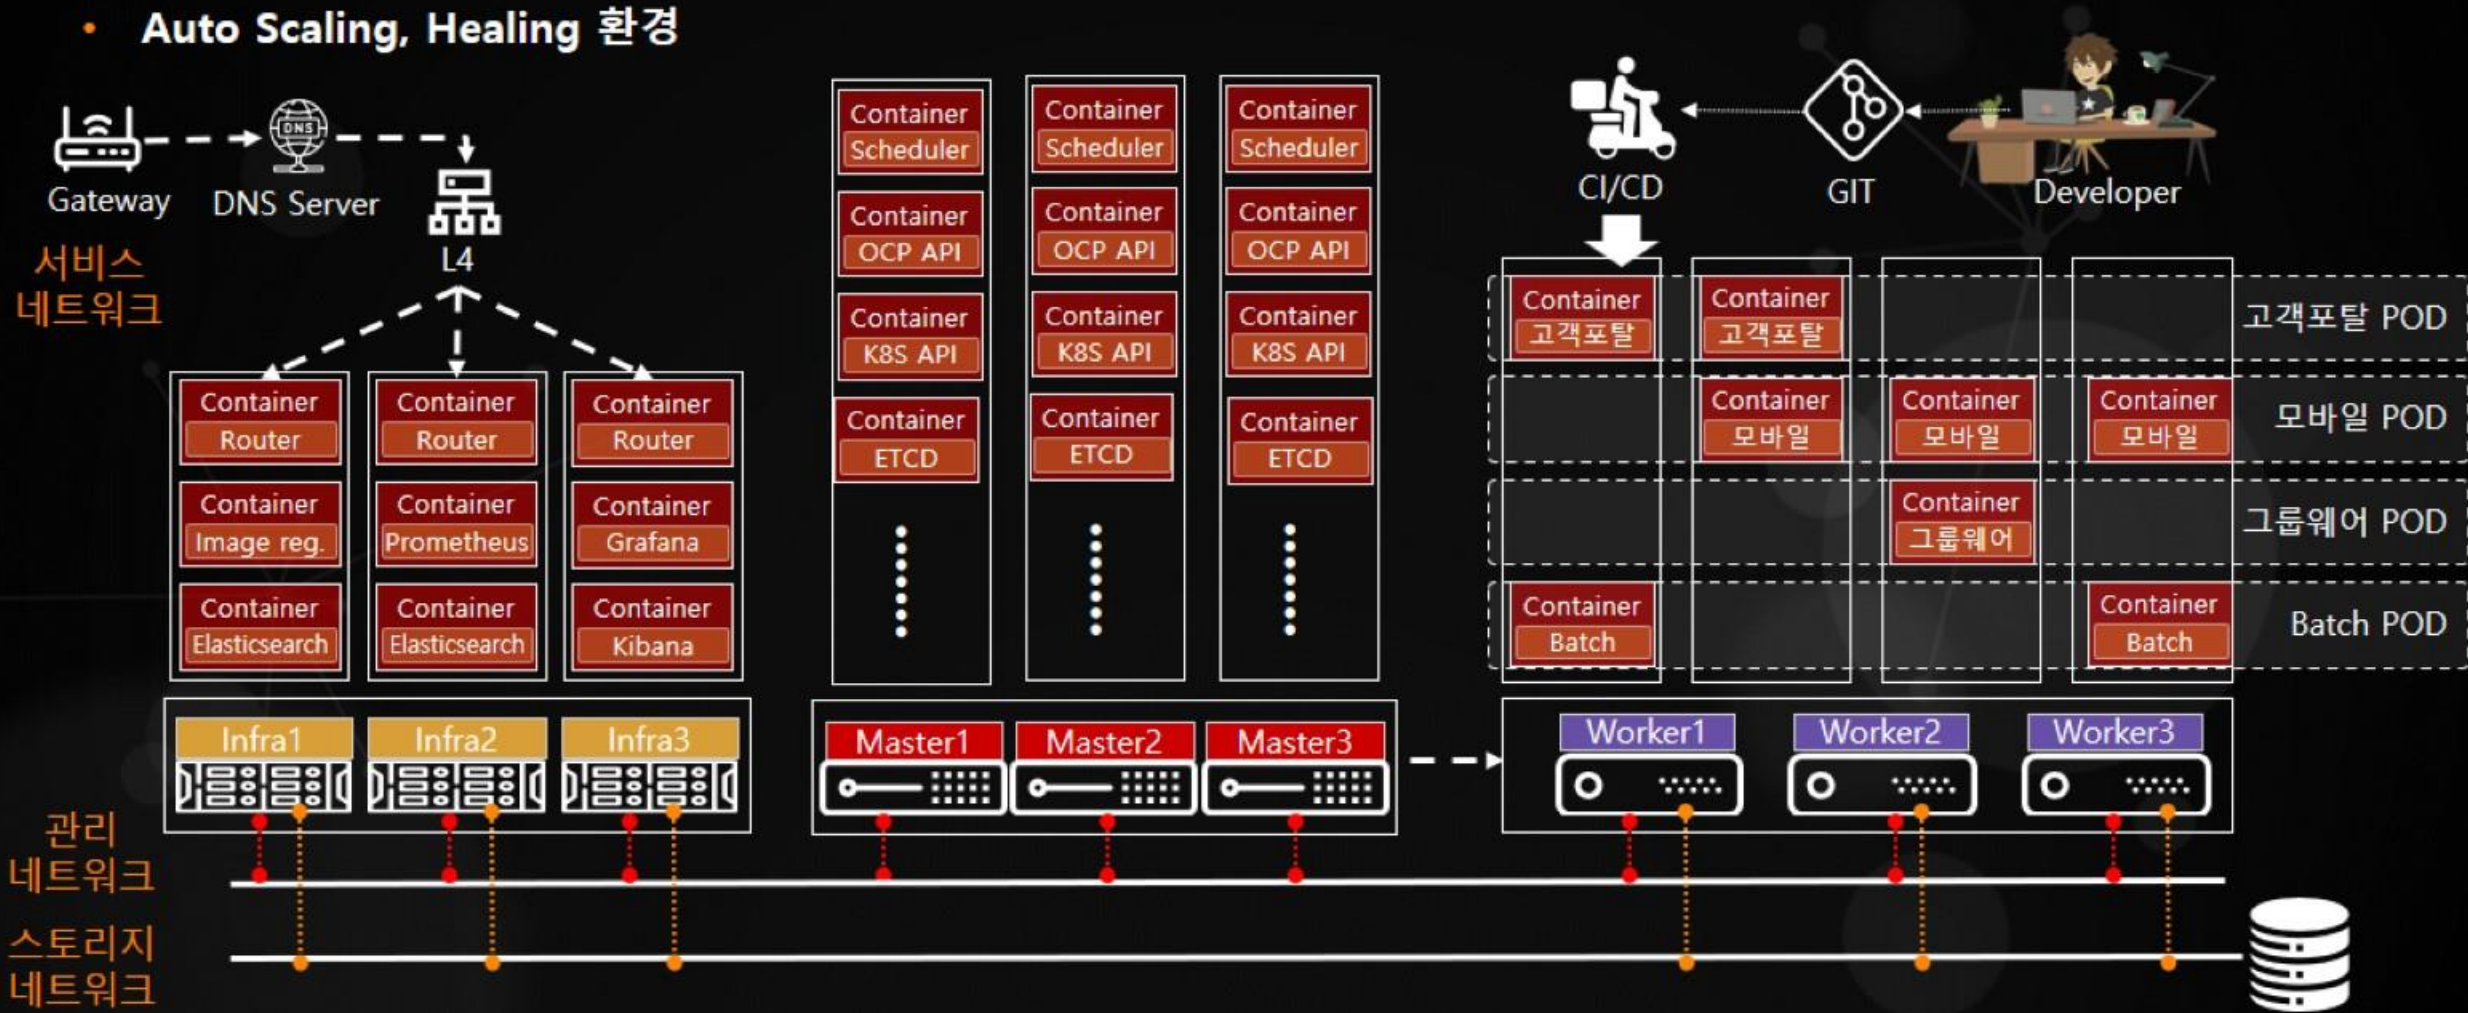 • Auto Scaling, Healing 환경
Gateway
DNS
DNS Server
L4
서비스
네트워크
Container
Router
Container
Image reg.
Container
Elasticsearch
Container
Router
Container
Prometheus
Container
Elasticsearch
Container
Router
Container
Grafana
Container
Kibana
Infra1
Infra2
Infra3
Container
Scheduler
Container
OCP API
Container
K8S API
Container
ETCD
Container
Scheduler
Container
OCP API
Container
K8S API
Container
ETCD
Container
Scheduler
Container
OCP API
Container
K8S API
Container
ETCD
Master1
Master2
Master3
CI/CD
GIT
Developer
Container
고객포탈
Container
고객포탈
고객포탈 POD
Container
모바일
Container
모바일
Container
모바일
모바일 POD
Container
그룹웨어
그룹웨어 POD
Container
Batch
Container
Batch
Batch POD
Worker1
Worker2
Worker3
관리
네트워크
스토리지
네트워크